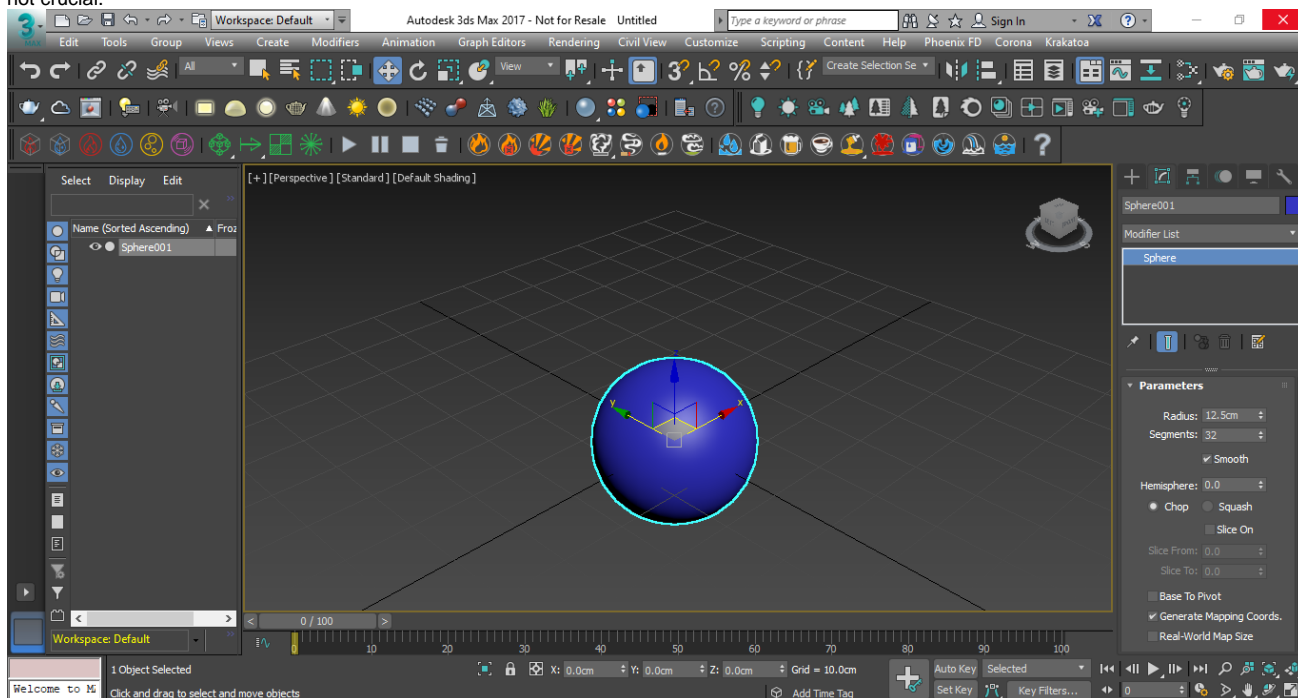 not crucial.
Workspace: Default
Autodesk 3ds Max 2017 - Not for Resale Untitled
Type a keyword or phrase
Sign In
3
MAX
Edit Tools Group Views Create Modifiers Animation Graph Editors Rendering Civil View Customize Scripting Content Help Phoenix FD Corona Krakatoa
All
View
Create Selection Se
Select Display Edit
[+] [Perspective] [Standard] [Default Shading]
Sphere001
Name (Sorted Ascending) ▲ Froz
Modifier List
Sphere001
Sphere
z
y
x
Parameters
Radius: 12.5cm
Segments: 32
Smooth
Hemisphere: 0.0
Chop Squash
Slice On
Slice From: 0.0
Slice To: 0.0
Base To Pivot
Generate Mapping Coords.
Real-World Map Size
0 / 100
Workspace: Default
10 20 30 40 50 60 70 80 90 100
1 Object Selected
X: 0.0cm Y: 0.0cm Z: 0.0cm Grid = 10.0cm
Auto Key Selected
Welcome to M
Click and drag to select and move objects
Add Time Tag
Set Key Key Filters...
0